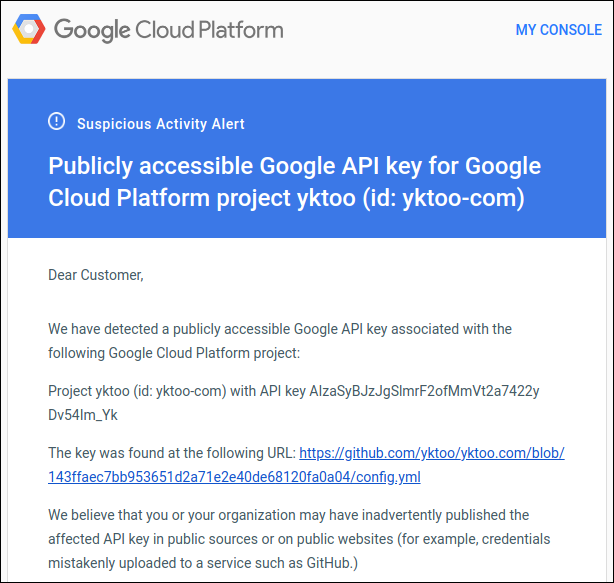 Google Cloud Platform
MY CONSOLE
Suspicious Activity Alert
Publicly accessible Google API key for Google
Cloud Platform project yktoo (id: yktoo-com)
Dear Customer,
We have detected a publicly accessible Google API key associated with the
following Google Cloud Platform project:
Project yktoo (id: yktoo-com) with API key AIzaSyBJzJgSlmrF2ofMmVt2a7422y
Dv54Im_Yk
The key was found at the following URL: https://github.com/yktoo/yktoo.com/blob/
143ffaec7bb953651d2a71e2e40de68120fa0a04/config.yml
We believe that you or your organization may have inadvertently published the
affected API key in public sources or on public websites (for example, credentials
mistakenly uploaded to a service such as GitHub.)